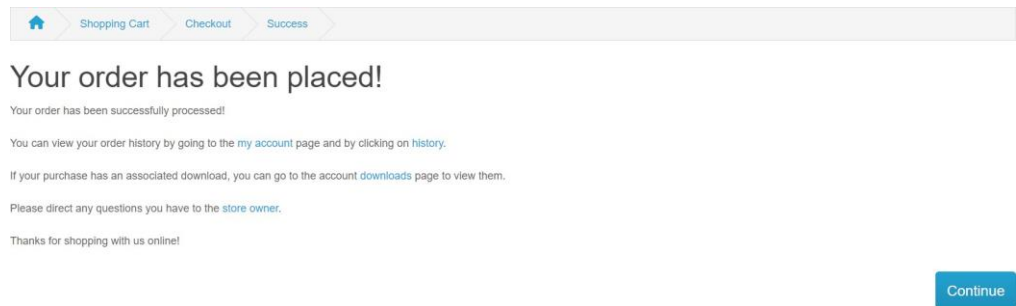 Shopping Cart Checkout Success
Your order has been placed!
Your order has been successfully processed!
You can view your order history by going to the my account page and by clicking on history.
If your purchase has an associated download, you can go to the account downloads page to view them.
Please direct any questions you have to the store owner.
Thanks for shopping with us online!
Continue